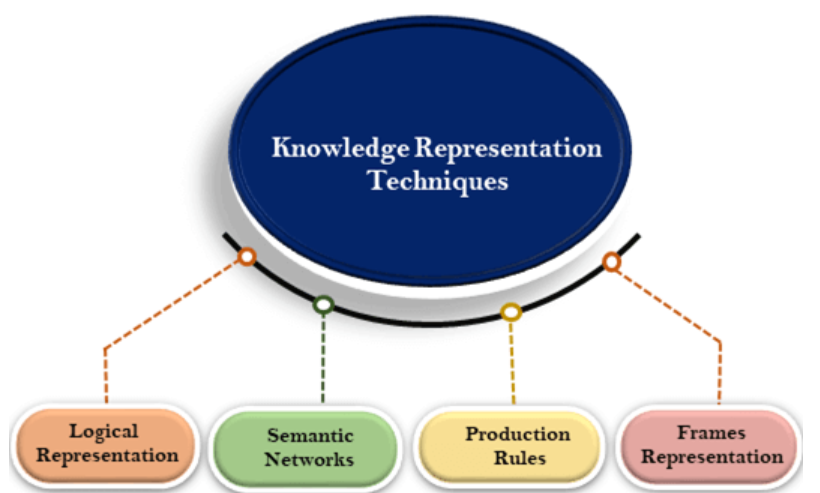 Knowledge Representation
Techniques
Logical
Representation
Semantic
Networks
Production
Rules
Frames
Representation